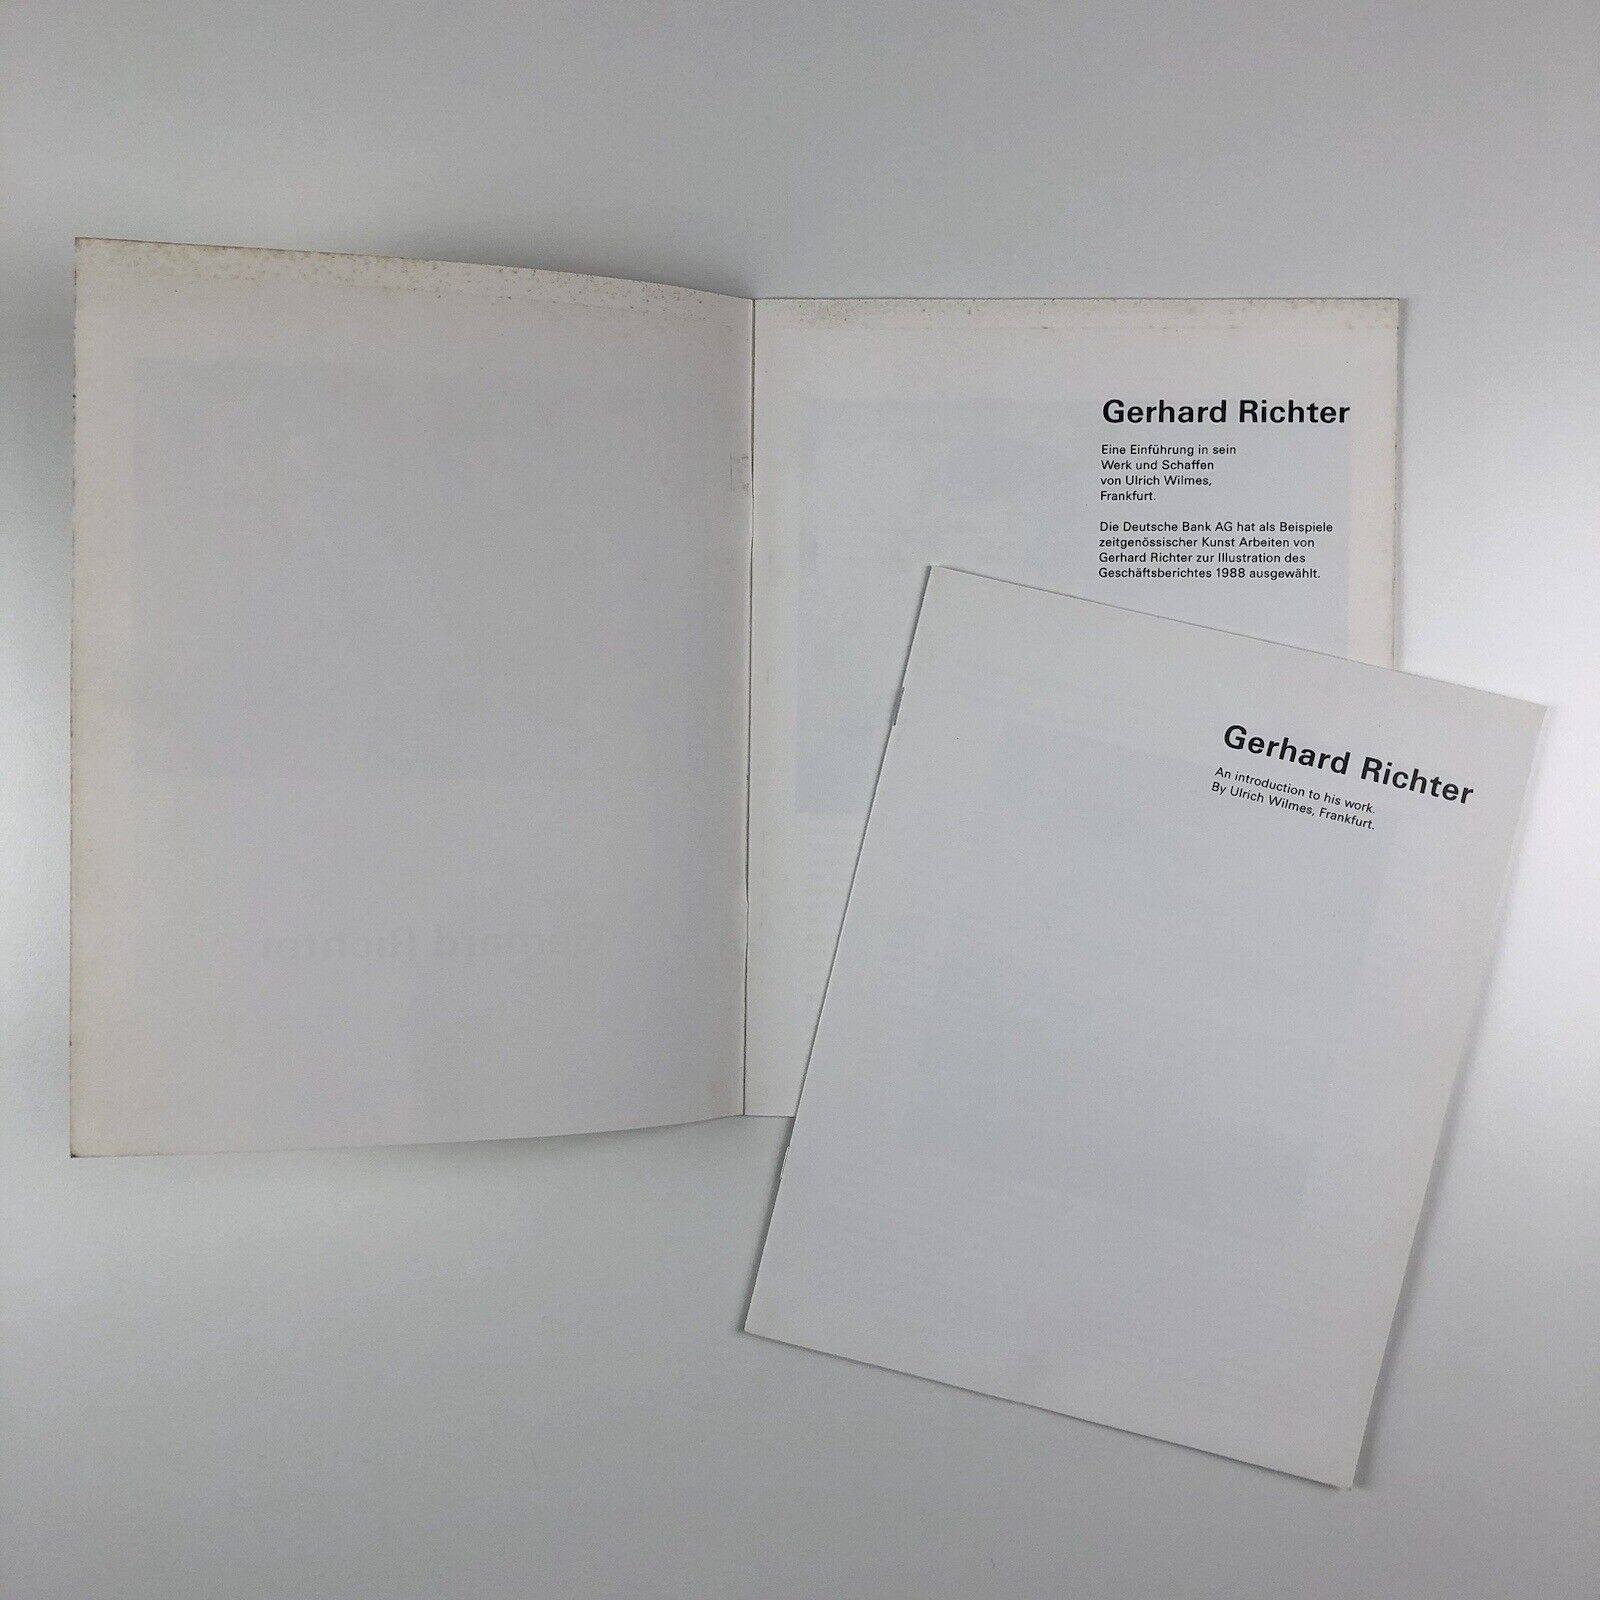 Gerhard Richter
Eine Einführung in sein
Werk und Schaffen
von Ulrich Wilmes,
Frankfurt.
Die Deutsche Bank AG hat als Beispiele
zeitgenössischer Kunst Arbeiten von
Gerhard Richter zur Illustration des
Geschäftsberichtes 1988 ausgewählt.
Gerhard Richter
An introduction to his work.
By Ulrich Wilmes, Frankfurt.